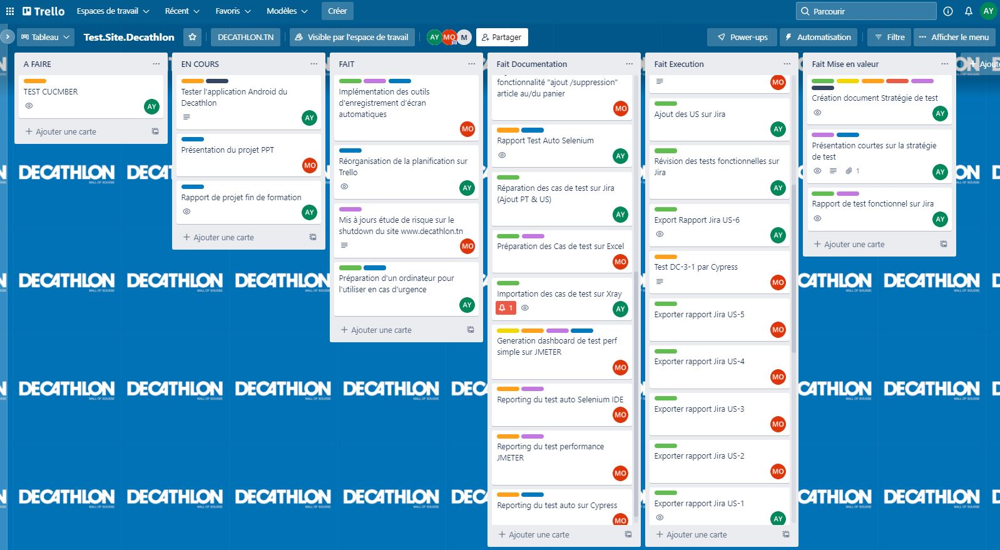 Trello
Espaces de travail
Récent
Favoris
Modèles
Créer
Parcourir
AY
Tableau
Test.Site.Decathlon
DECATHLON.TN
Visible par l'espace de travail
AY
MO
M
Partager
Power-ups
Automatisation
Filtre
Afficher le menu
A FAIRE
TEST CUCMBER
AY
Ajouter une carte
EN COURS
Tester l'application Android du
Decathlon
AY
Présentation du projet PPT
MO
Rapport de projet fin de formation
AY
Ajouter une carte
FAIT
Implémentation des outils
d'enregistrement d'écran
automatiques
MO
Réorganisation de la planification sur
Trello
AY
Mis à jours étude de risque sur le
shutdown du site www.decathlon.tn
MO
Préparation d'un ordinateur pour
l'utiliser en cas d'urgence
AY
Ajouter une carte
Fait Documentation
fonctionnalité "ajout /suppression"
article au/du panier
MO
Rapport Test Auto Selenium
AY
Réparation des cas de test sur Jira
(Ajout PT & US)
AY
Préparation des Cas de test sur Excel
MO
Importation des cas de test sur Xray
1
AY
Generation dashboard de test perf
simple sur JMETER
MO
Reporting du test auto Selenium IDE
MO
Reporting du test performance
JMETER
MO
Reporting du test auto sur Cypress
MO
Ajouter une carte
Fait Execution
MO
Ajout des US sur Jira
AY
Révision des tests fonctionnelles sur
Jira
AY
Export Rapport Jira US-6
AY
Test DC-3-1 par Cypress
MO
Exporter rapport Jira US-5
MO
Exporter rapport Jira US-4
MO
Exporter rapport Jira US-3
MO
Exporter rapport Jira US-2
MO
Exporter rapport Jira US-1
AY
Ajouter une carte
Fait Mise en valeur
Création document Stratégie de test
AY
Présentation courtes sur la stratégie
de test
1
AY
Rapport de test fonctionnel sur Jira
AY
Ajouter une carte
DECATHLON
MALL OF SOUSSE